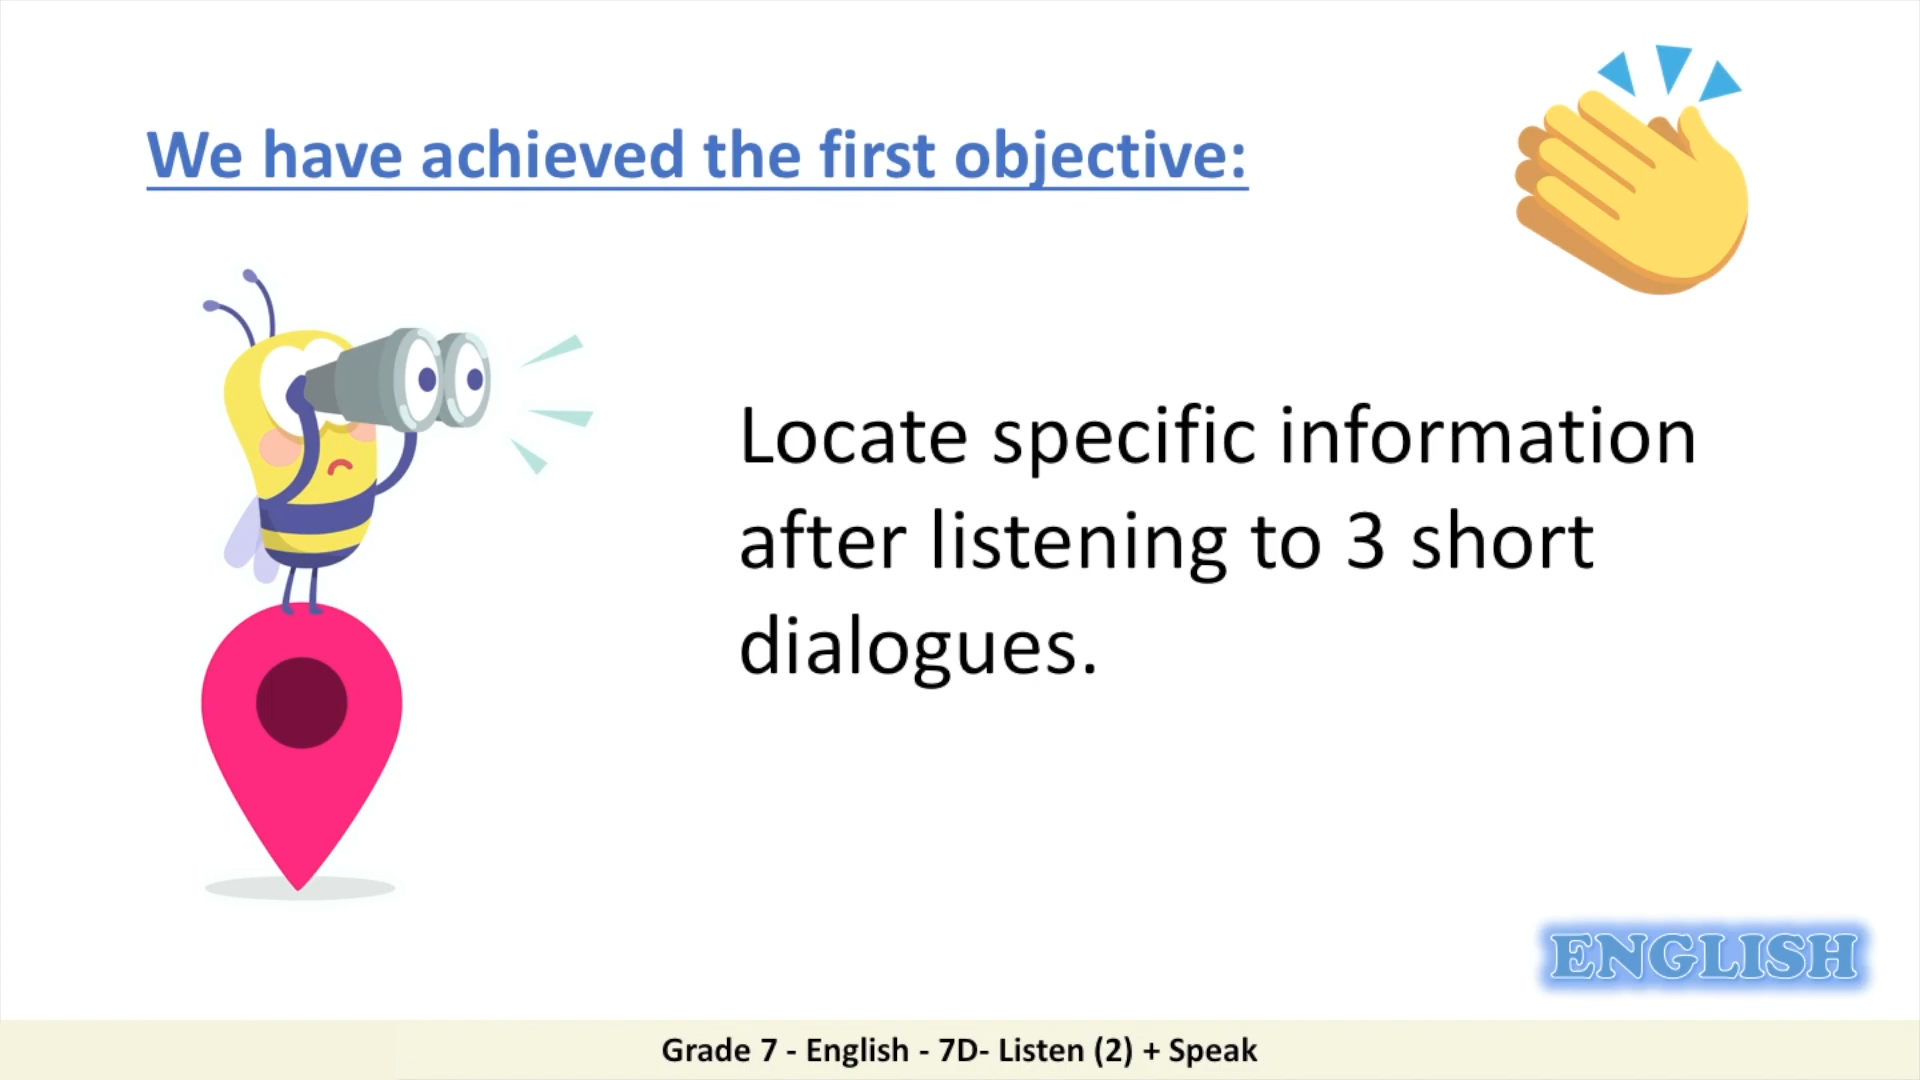 We have achieved the first objective:
Locate specific information
after listening to 3 short
dialogues.
ENGLISH
Grade 7 - English - 7D- Listen (2) + Speak